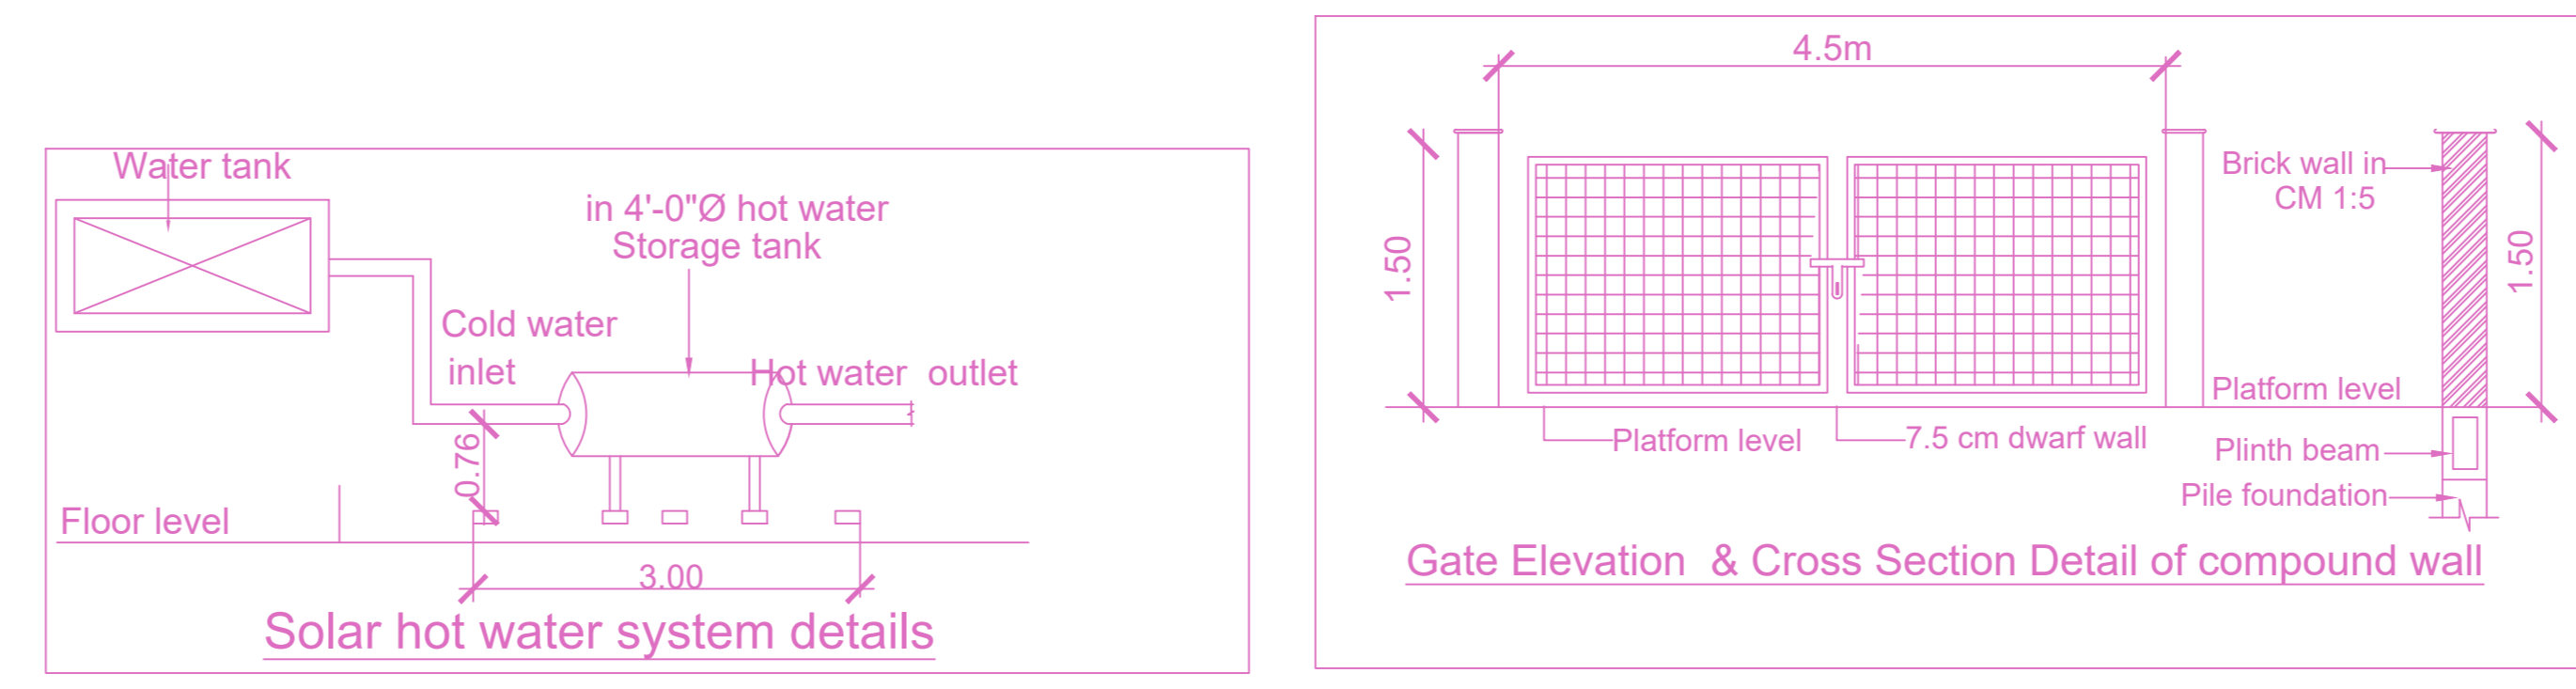 Water tank
in 4'-0"Ø hot water
Storage tank
Cold water
inlet
Hot water outlet
0.76
Floor level
3.00
Solar hot water system details
4.5m
1.50
Brick wall in
CM 1:5
1.50
Platform level
Platform level
7.5 cm dwarf wall
Plinth beam
Pile foundation
Gate Elevation & Cross Section Detail of compound wall